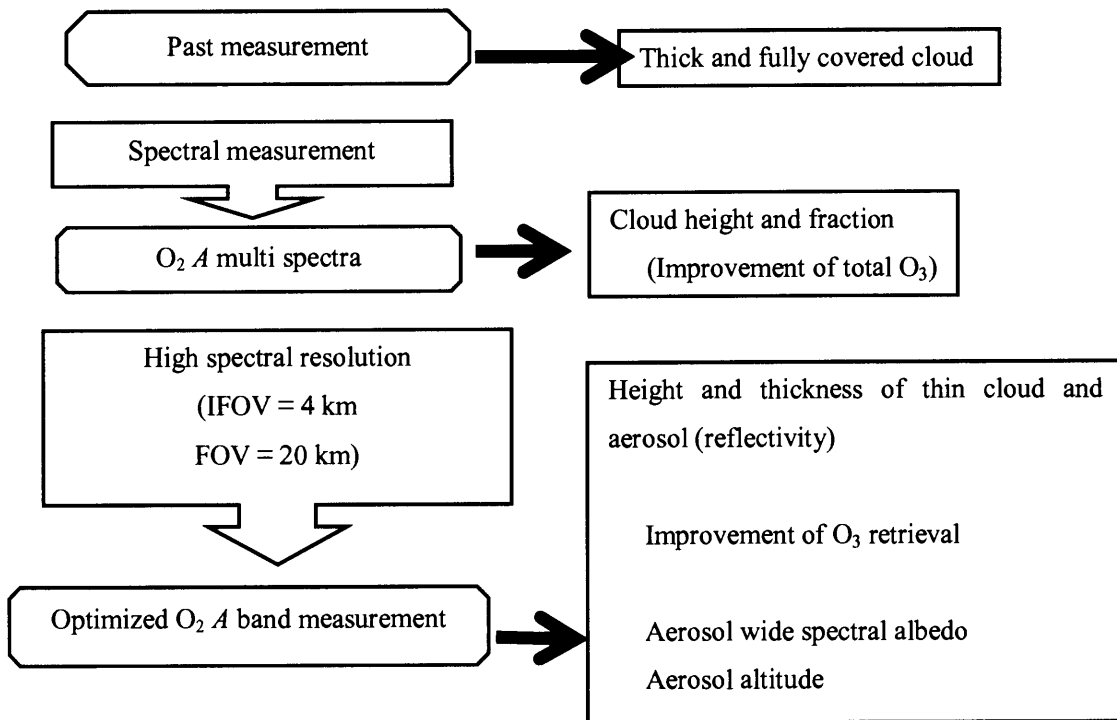 Past measurement
Thick and fully covered cloud
Spectral measurement
O₂ A multi spectra
Cloud height and fraction
(Improvement of total O₃)
High spectral resolution
(IFOV = 4 km
FOV = 20 km)
Optimized O₂ A band measurement
Height and thickness of thin cloud and
aerosol (reflectivity)
Improvement of O₃ retrieval
Aerosol wide spectral albedo
Aerosol altitude